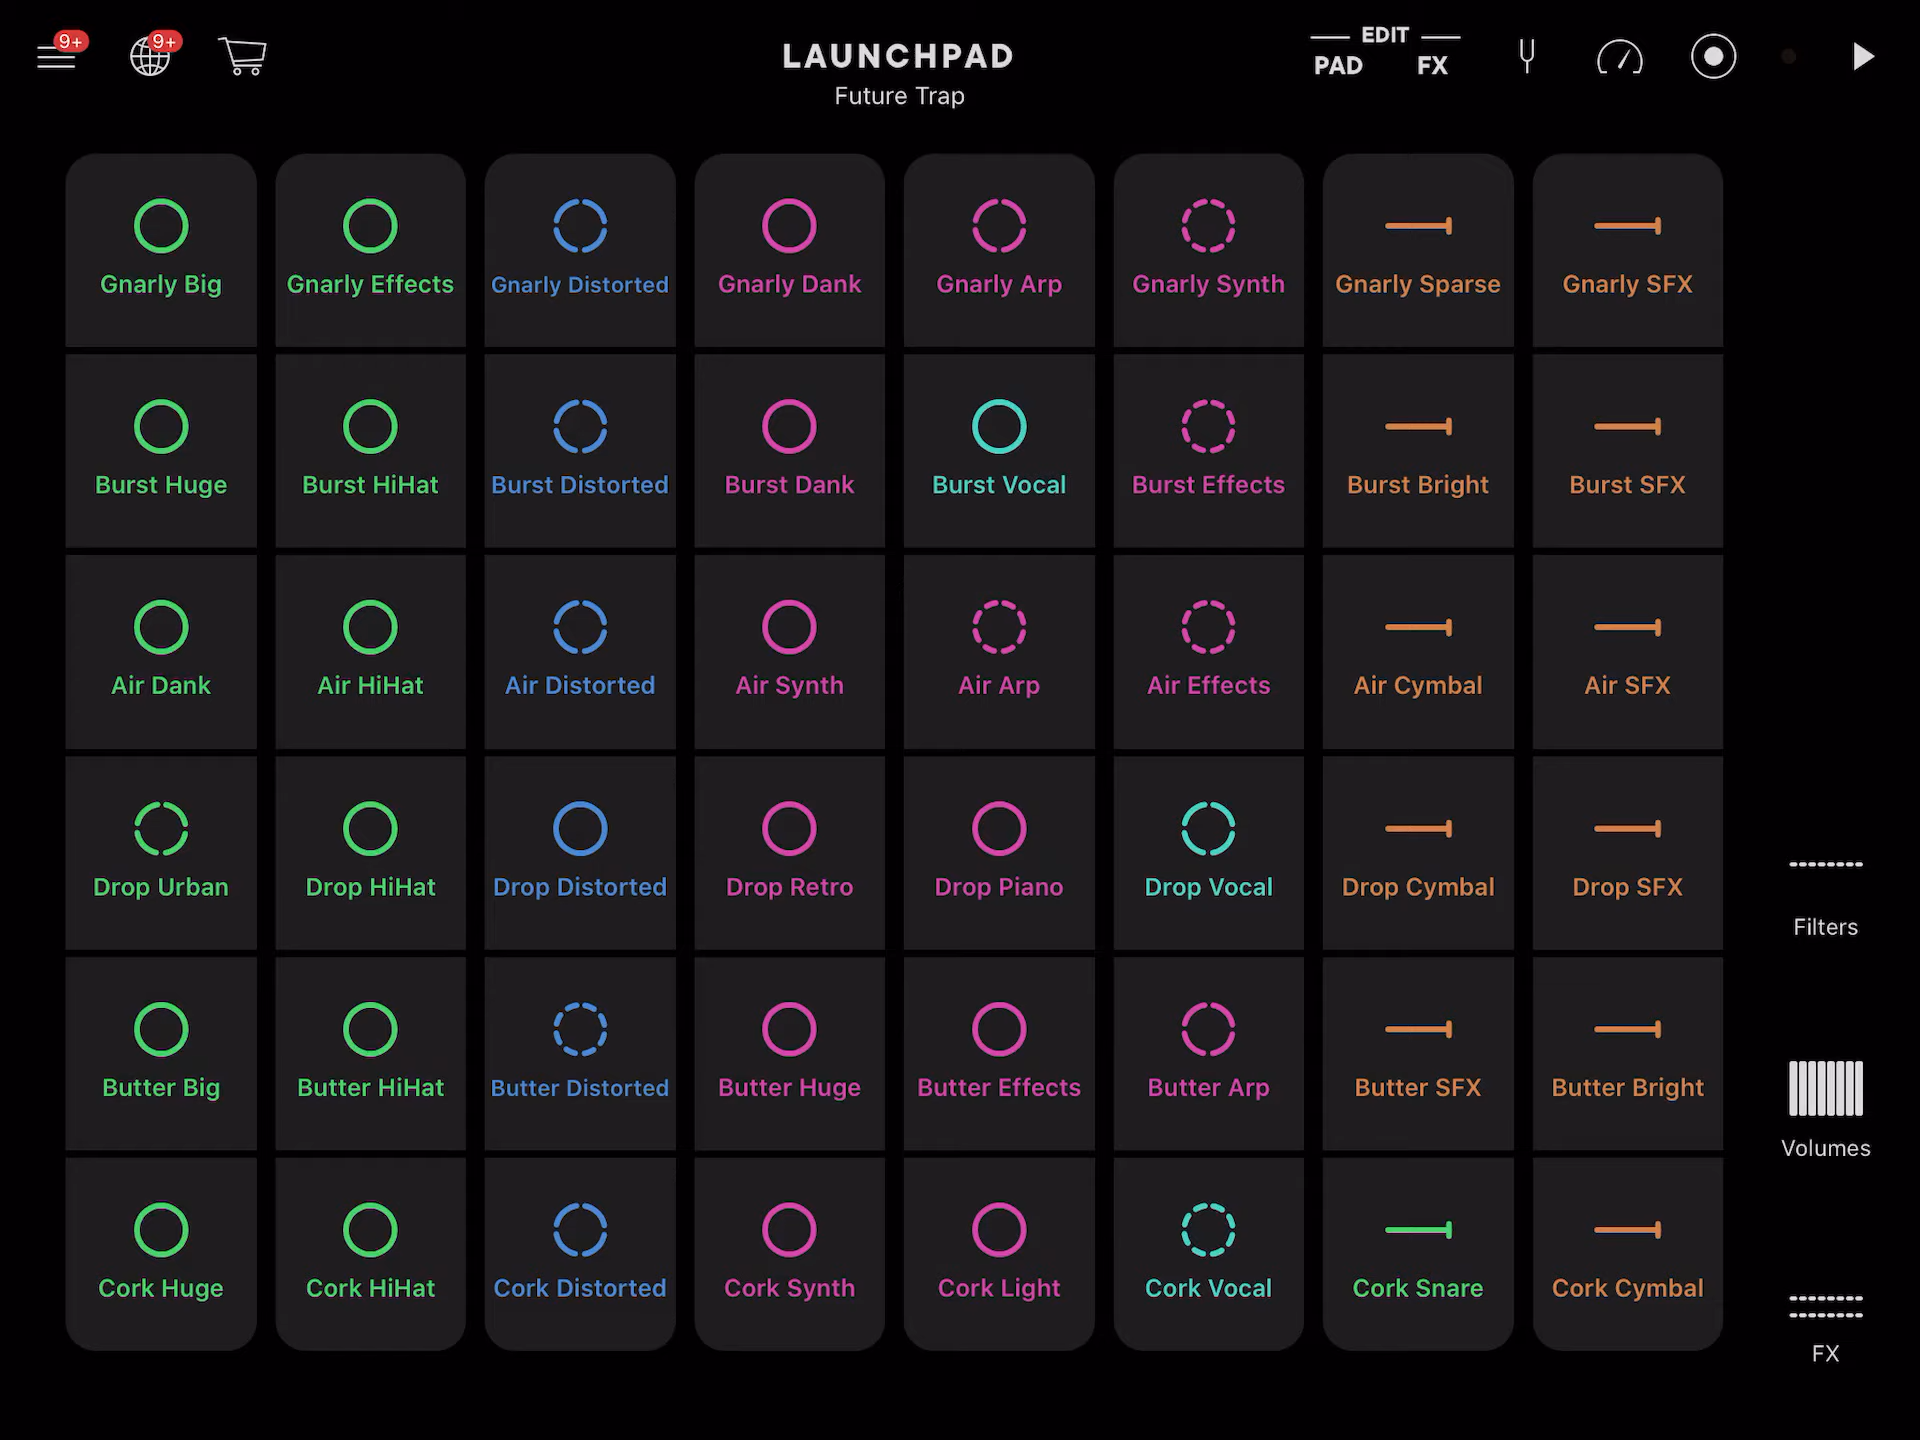 9+
9+
LAUNCHPAD
Future Trap
EDIT
PAD FX
Gnarly Big
Gnarly Effects
Gnarly Distorted
Gnarly Dank
Gnarly Arp
Gnarly Synth
Gnarly Sparse
Gnarly SFX
Burst Huge
Burst HiHat
Burst Distorted
Burst Dank
Burst Vocal
Burst Effects
Burst Bright
Burst SFX
Air Dank
Air HiHat
Air Distorted
Air Synth
Air Arp
Air Effects
Air Cymbal
Air SFX
Drop Urban
Drop HiHat
Drop Distorted
Drop Retro
Drop Piano
Drop Vocal
Drop Cymbal
Drop SFX
Filters
Butter Big
Butter HiHat
Butter Distorted
Butter Huge
Butter Effects
Butter Arp
Butter SFX
Butter Bright
Volumes
Cork Huge
Cork HiHat
Cork Distorted
Cork Synth
Cork Light
Cork Vocal
Cork Snare
Cork Cymbal
FX